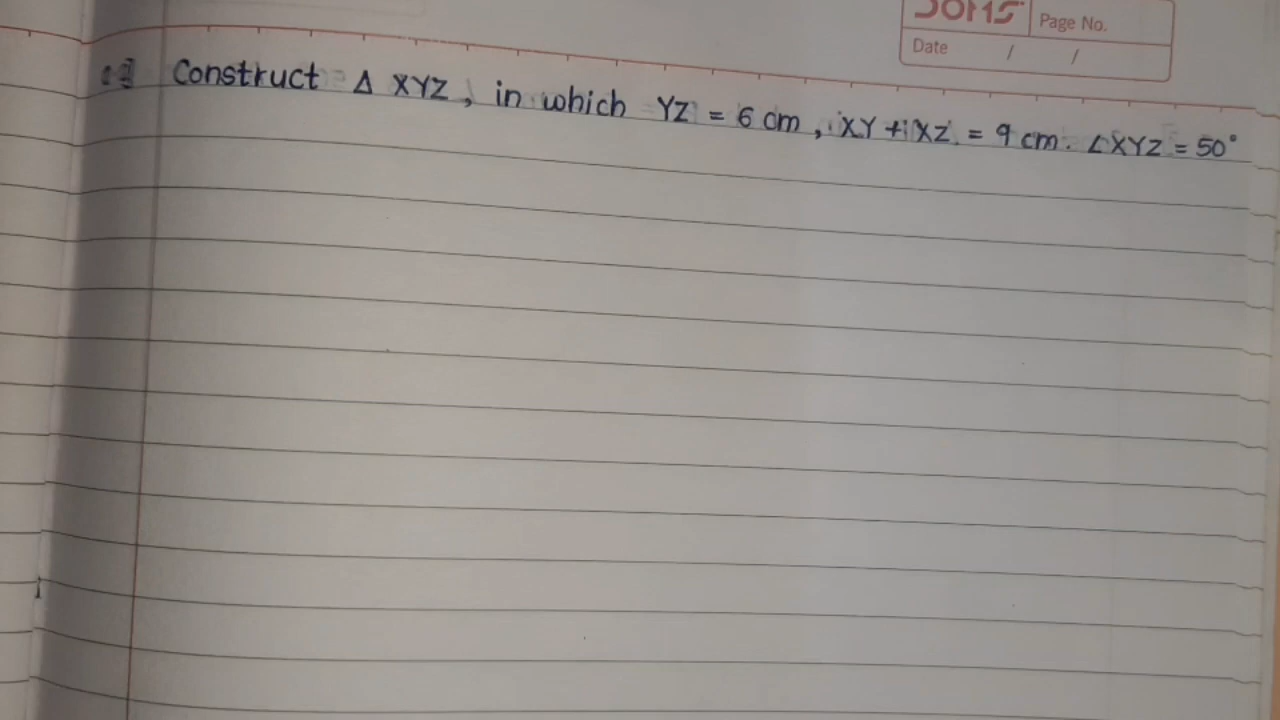 Page No.
Date / /
Construct Δ XYZ, in which YZ = 6 cm, XY + XZ = 9 cm. ∠XYZ = 50°